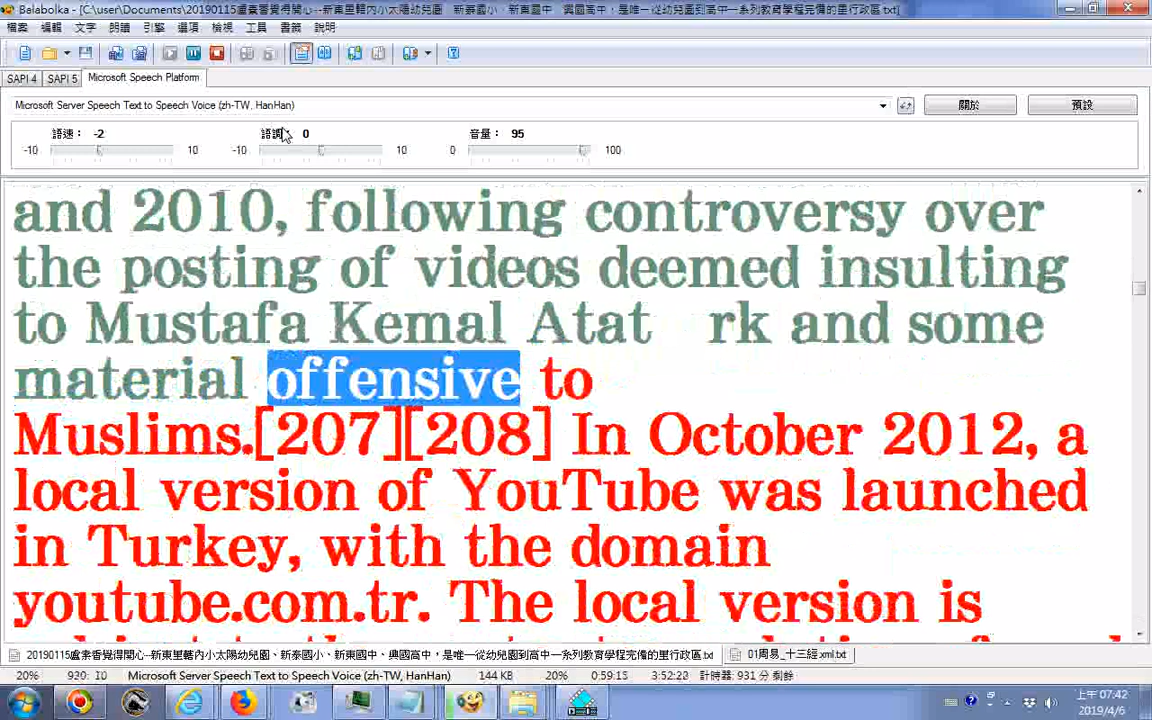 Balabolka - [C:\user\Documents\20190115盧素香覺得開心--新東里轄內小太陽幼兒園、新泰國小、新東國中、興國高中，是唯一從幼兒園到高中一系列教育學程完備的里行政區.txt]
檔案 編輯 文字 朗讀 引擎 選項 檢視 工具 書籤 說明
SAPI 4 SAPI 5 Microsoft Speech Platform
Microsoft Server Speech Text to Speech Voice (zh-TW, HanHan) 關於 預設
語速： -2 語調： 0 音量： 95
-10 10 -10 10 0 100
and 2010, following controversy over
the posting of videos deemed insulting
to Mustafa Kemal Atat rk and some
material offensive to
Muslims.[207][208] In October 2012, a
local version of YouTube was launched
in Turkey, with the domain
youtube.com.tr. The local version is
20190115盧素香覺得開心--新東里轄內小太陽幼兒園、新泰國小、新東國中、興國高中，是唯一從幼兒園到高中一系列教育學程完備的里行政區.txt 01周易_十三經.xml.txt
20% 920: 10 Microsoft Server Speech Text to Speech Voice (zh-TW, HanHan) 144 KB 20% 0:59:15 3:52:20 計時器: 931 分 剩餘
上午 07:42
2019/4/6